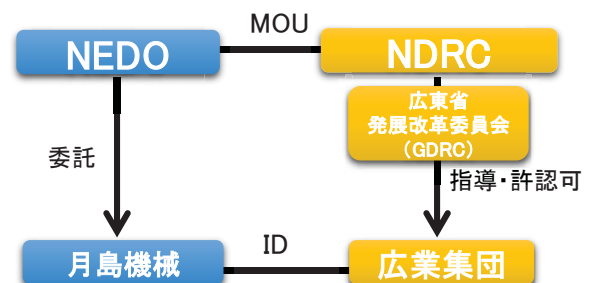 MOU
NEDO
NDRC
広東省
発展改革委員会
(GDRC)
委託
指導・許認可
ID
月島機械
広業集団